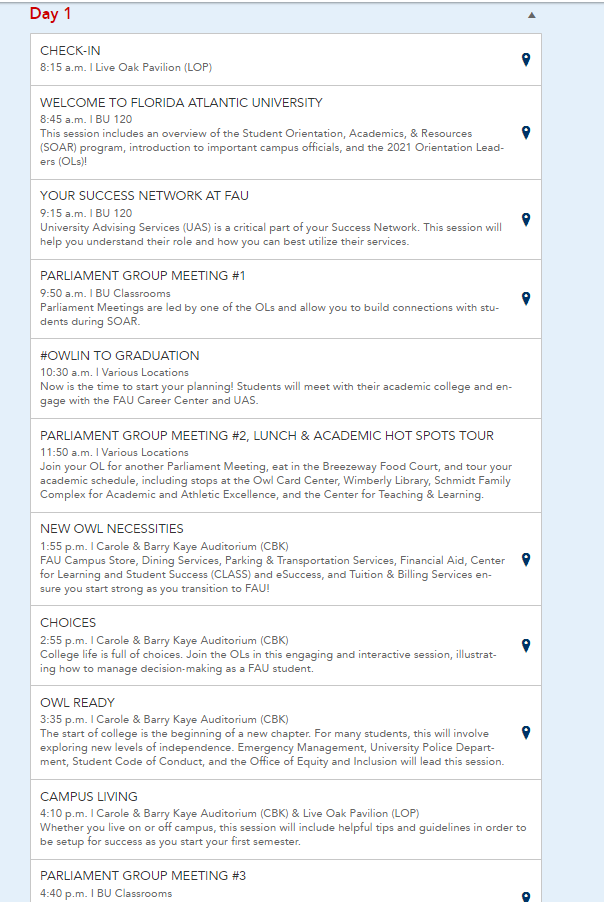 Day 1
CHECK-IN
8:15 a.m. I Live Oak Pavilion (LOP)
WELCOME TO FLORIDA ATLANTIC UNIVERSITY
8:45 a.m. I BU 120
This session includes an overview of the Student Orientation, Academics, & Resources
(SOAR) program, introduction to important campus officials, and the 2021 Orientation Lead-
ers (OLs)!
YOUR SUCCESS NETWORK AT FAU
9:15 a.m. I BU 120
University Advising Services (UAS) is a critical part of your Success Network. This session will
help you understand their role and how you can best utilize their services.
PARLIAMENT GROUP MEETING #1
9:50 a.m. I BU Classrooms
Parliament Meetings are led by one of the OLs and allow you to build connections with stu-
dents during SOAR.
#OWLIN TO GRADUATION
10:30 a.m. I Various Locations
Now is the time to start your planning! Students will meet with their academic college and en-
gage with the FAU Career Center and UAS.
PARLIAMENT GROUP MEETING #2, LUNCH & ACADEMIC HOT SPOTS TOUR
11:50 a.m. I Various Locations
Join your OL for another Parliament Meeting, eat in the Breezeway Food Court, and tour your
academic schedule, including stops at the Owl Card Center, Wimberly Library, Schmidt Family
Complex for Academic and Athletic Excellence, and the Center for Teaching & Learning.
NEW OWL NECESSITIES
1:55 p.m. I Carole & Barry Kaye Auditorium (CBK)
FAU Campus Store, Dining Services, Parking & Transportation Services, Financial Aid, Center
for Learning and Student Success (CLASS) and eSuccess, and Tuition & Billing Services en-
sure you start strong as you transition to FAU!
CHOICES
2:55 p.m. I Carole & Barry Kaye Auditorium (CBK)
College life is full of choices. Join the OLs in this engaging and interactive session, illustrat-
ing how to manage decision-making as a FAU student.
OWL READY
3:35 p.m. I Carole & Barry Kaye Auditorium (CBK)
The start of college is the beginning of a new chapter. For many students, this will involve
exploring new levels of independence. Emergency Management, University Police Depart-
ment, Student Code of Conduct, and the Office of Equity and Inclusion will lead this session.
CAMPUS LIVING
4:10 p.m. I Carole & Barry Kaye Auditorium (CBK) & Live Oak Pavilion (LOP)
Whether you live on or off campus, this session will include helpful tips and guidelines in order to
be setup for success as you start your first semester.
PARLIAMENT GROUP MEETING #3
4:40 p.m. I BU Classrooms